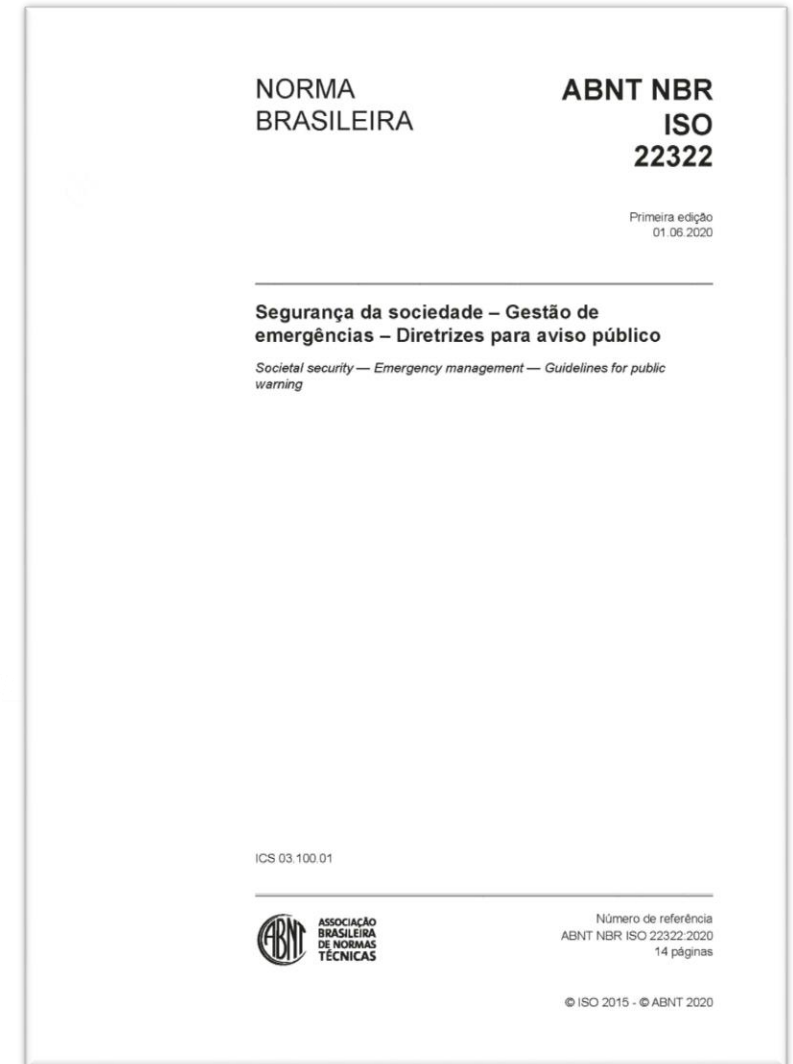 NORMA
BRASILEIRA
ABNT NBR
ISO
22322
Primeira edição
01.06.2020
Segurança da sociedade – Gestão de
emergências – Diretrizes para aviso público
Societal security — Emergency management — Guidelines for public
warning
ICS 03.100.01
ABNT
ASSOCIAÇÃO
BRASILEIRA
DE NORMAS
TÉCNICAS
Número de referência
ABNT NBR ISO 22322:2020
14 páginas
© ISO 2015 - © ABNT 2020